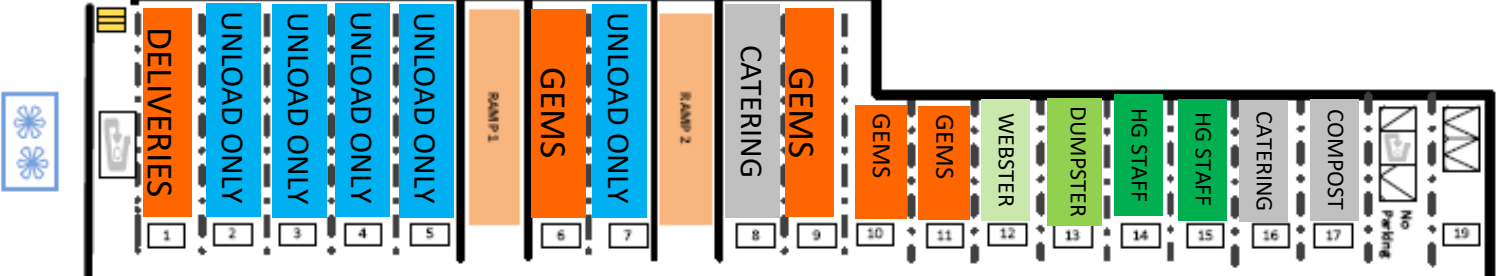 DELIVERIES
UNLOAD ONLY
UNLOAD ONLY
UNLOAD ONLY
UNLOAD ONLY
RAMP 1
GEMS
UNLOAD ONLY
RAMP 2
CATERING
GEMS
GEMS
GEMS
WEBSTER
DUMPSTER
HG STAFF
HG STAFF
CATERING
COMPOST
No
Parking
1
2
3
4
5
6
7
8
9
10
11
12
13
14
15
16
17
19